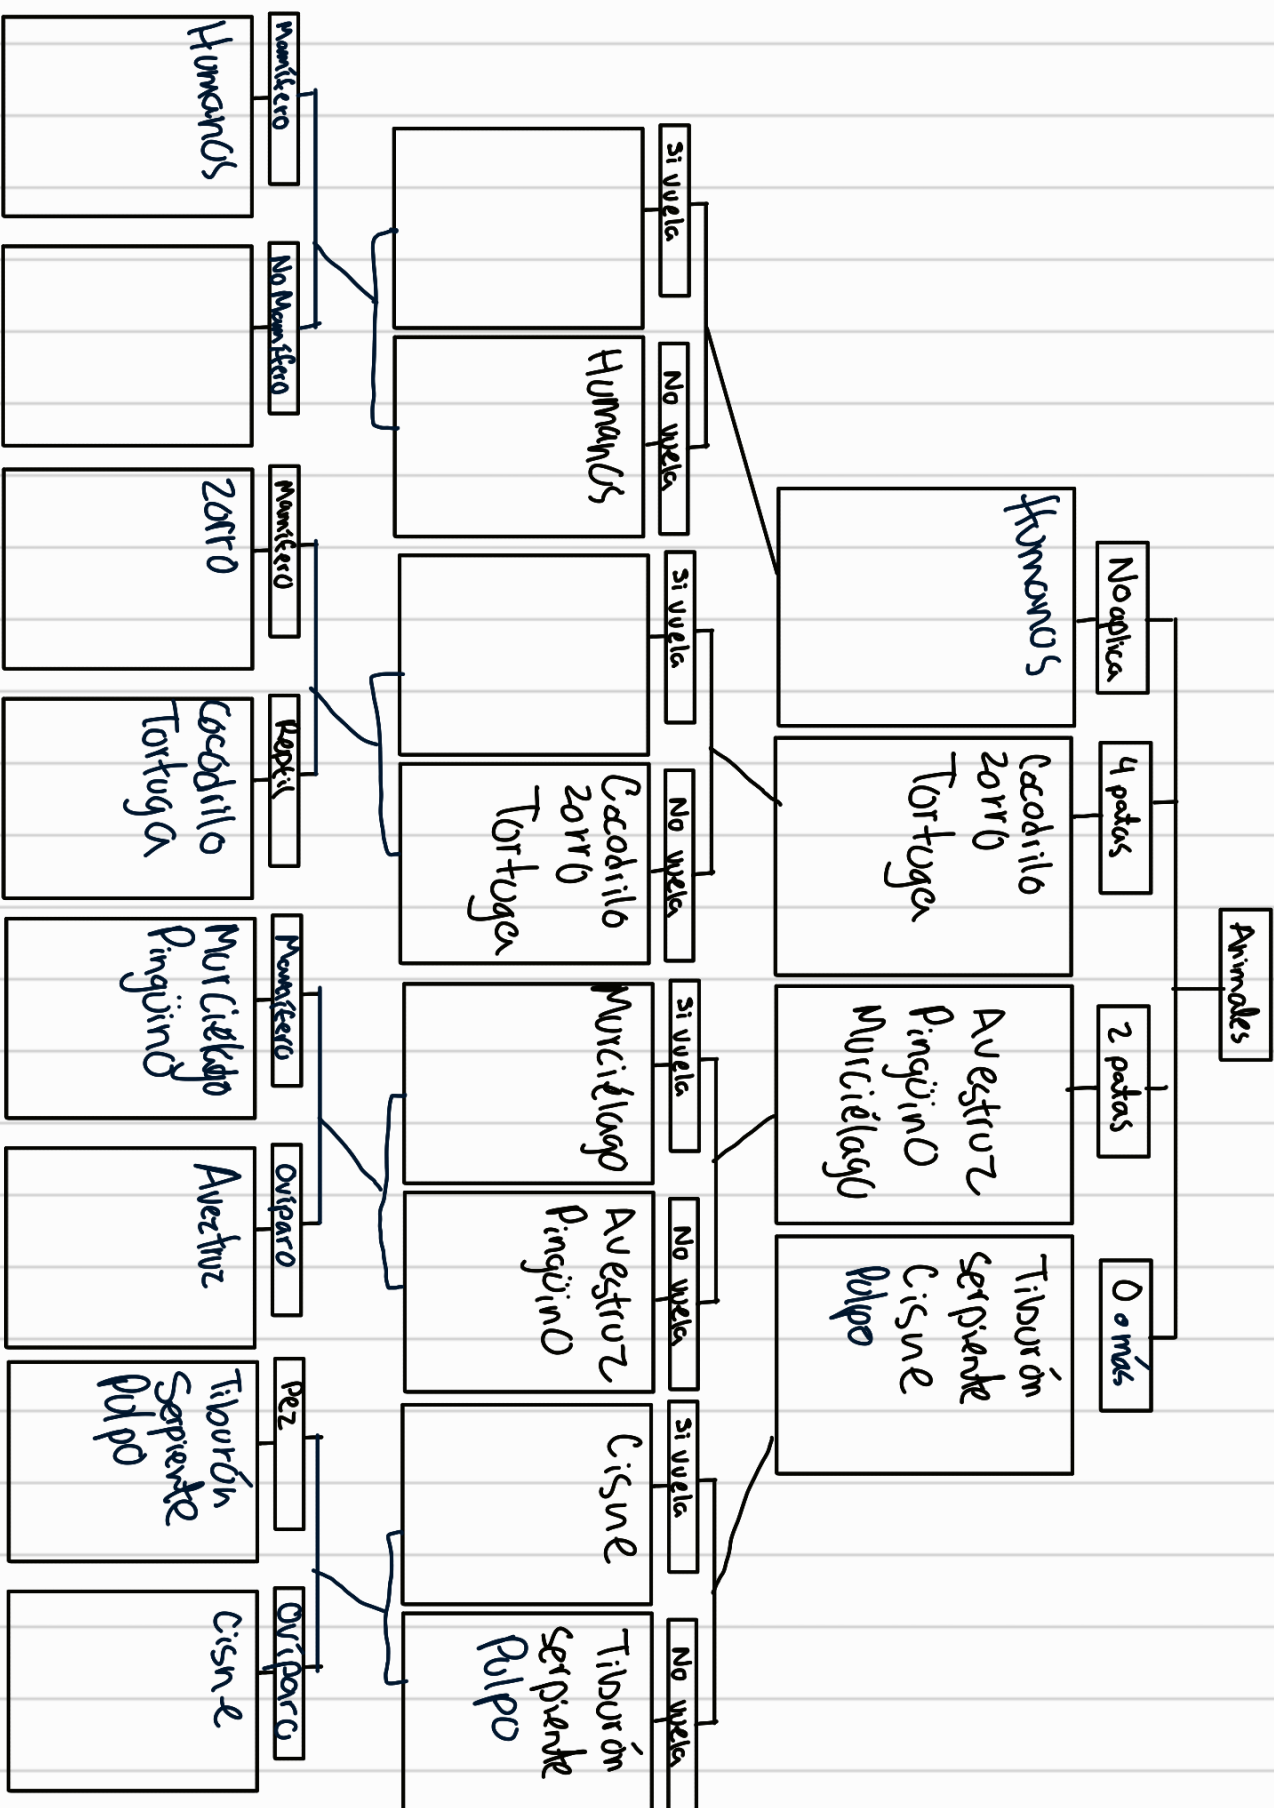 Animales
No aplica
4 patas
2 patas
0 o más
Humanos
Cocodrilo
Zorro
Tortuga
Avestruz
Pingüino
Murciélago
Tiburón
Serpiente
Cisne
Pulpo
Si vuela
No vuela
Si vuela
No vuela
Si vuela
No vuela
Si vuela
No vuela
Humanos
Cocodrilo
Zorro
Tortuga
Murciélago
Avestruz
Pingüino
Cisne
Tiburón
Serpiente
Pulpo
Mamífero
No Mamífero
Mamífero
Reptil
Mamífero
Ovíparo
Pez
Ovíparo
Humanos
Zorro
Cocodrilo
Tortuga
Murciélago
Pingüino
Aveztruz
Tiburón
Serpiente
Pulpo
Cisne